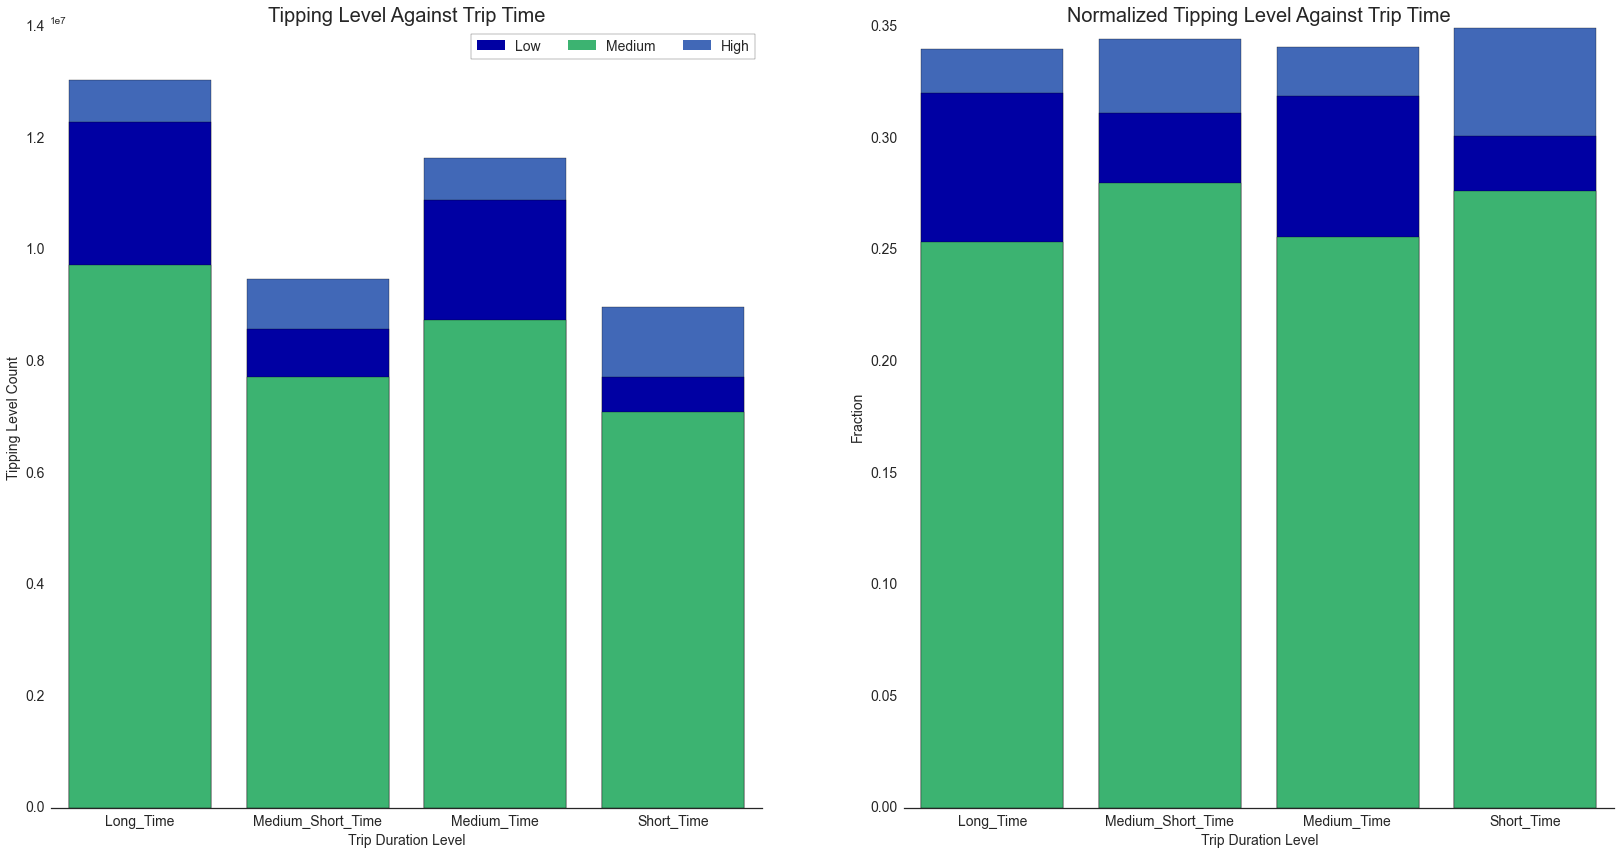 Tipping Level Against Trip Time
1e7
Low Medium High
1.4
1.2
1.0
0.8
0.6
0.4
0.2
0.0
Tipping Level Count
Long_Time Medium_Short_Time Medium_Time Short_Time
Trip Duration Level
Normalized Tipping Level Against Trip Time
0.35
0.30
0.25
0.20
0.15
0.10
0.05
0.00
Fraction
Long_Time Medium_Short_Time Medium_Time Short_Time
Trip Duration Level